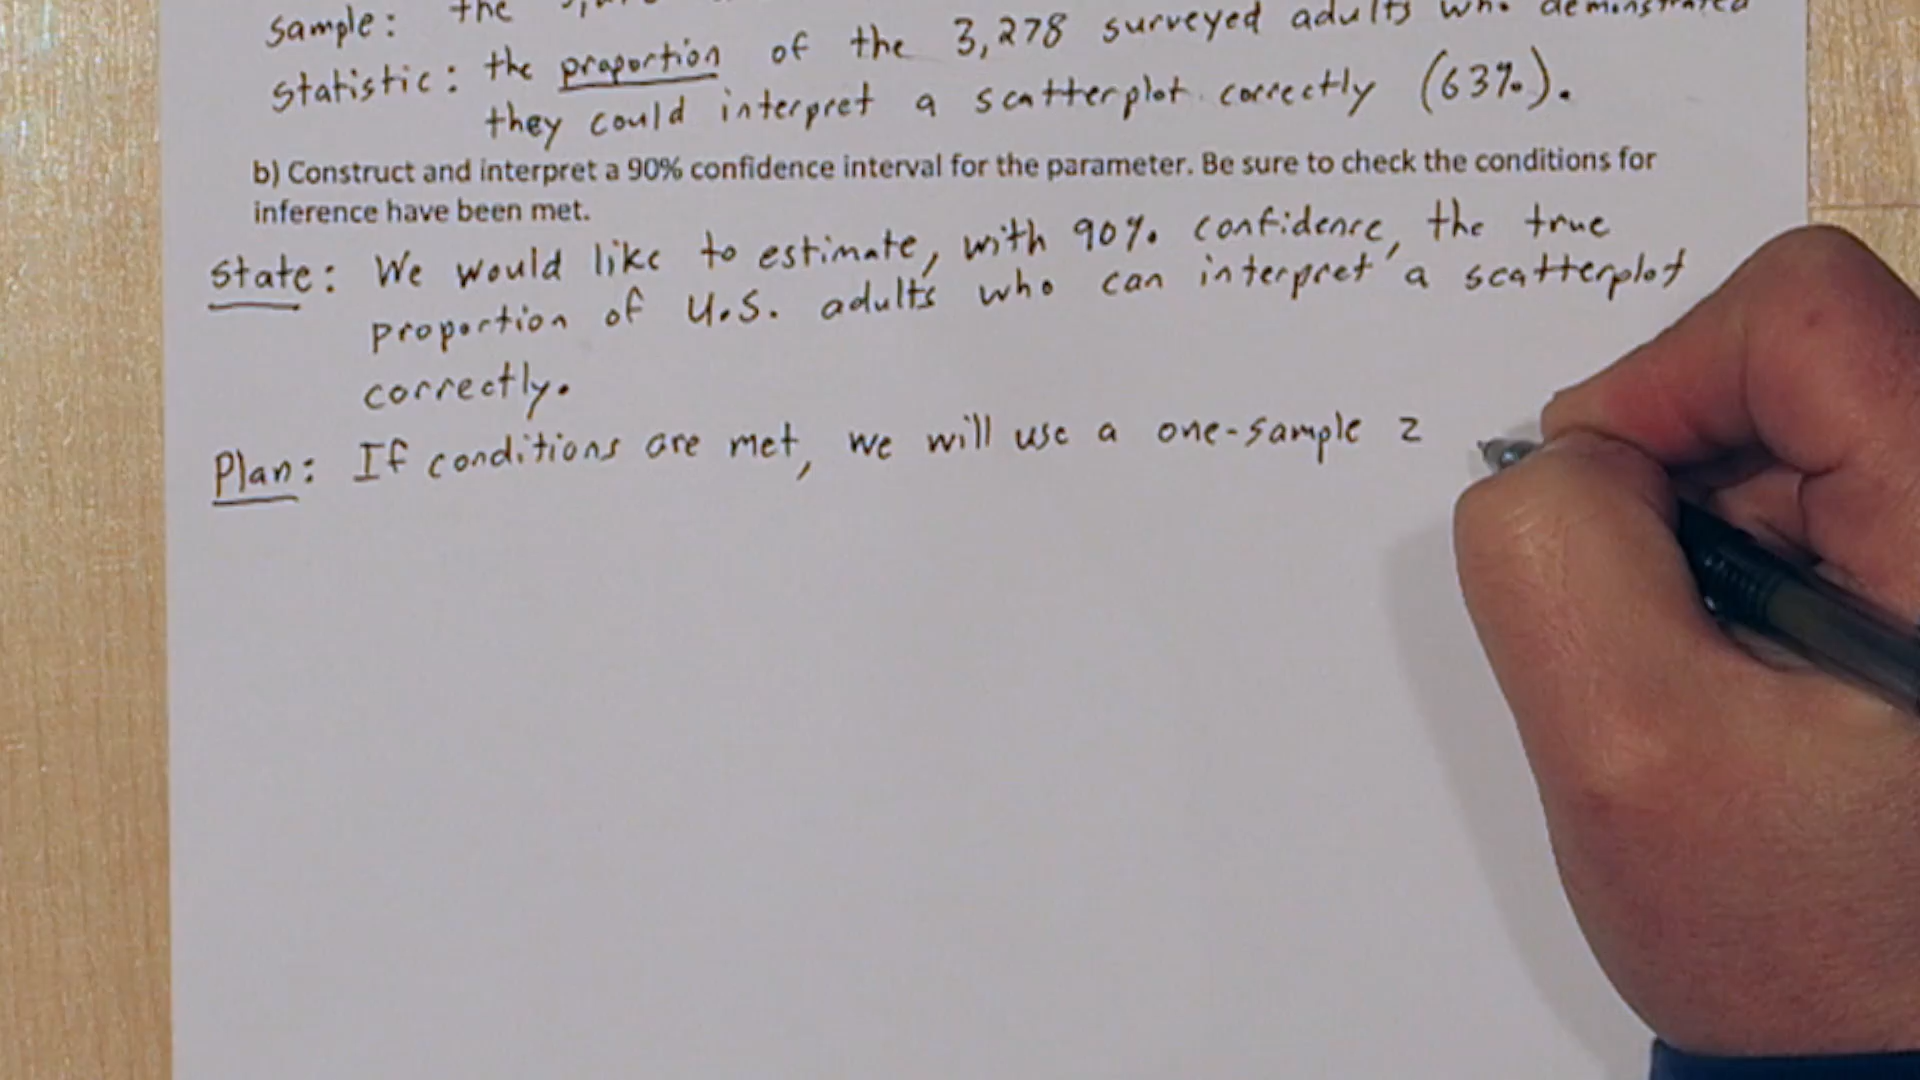 sample: the
statistic: the proportion of the 3,278 surveyed adults who demonstrated
they could interpret a scatterplot correctly (63%).
b) Construct and interpret a 90% confidence interval for the parameter. Be sure to check the conditions for
inference have been met.
State: We would like to estimate, with 90% confidence, the true
proportion of U.S. adults who can interpret a scatterplot
correctly.
Plan: If conditions are met, we will use a one-sample z